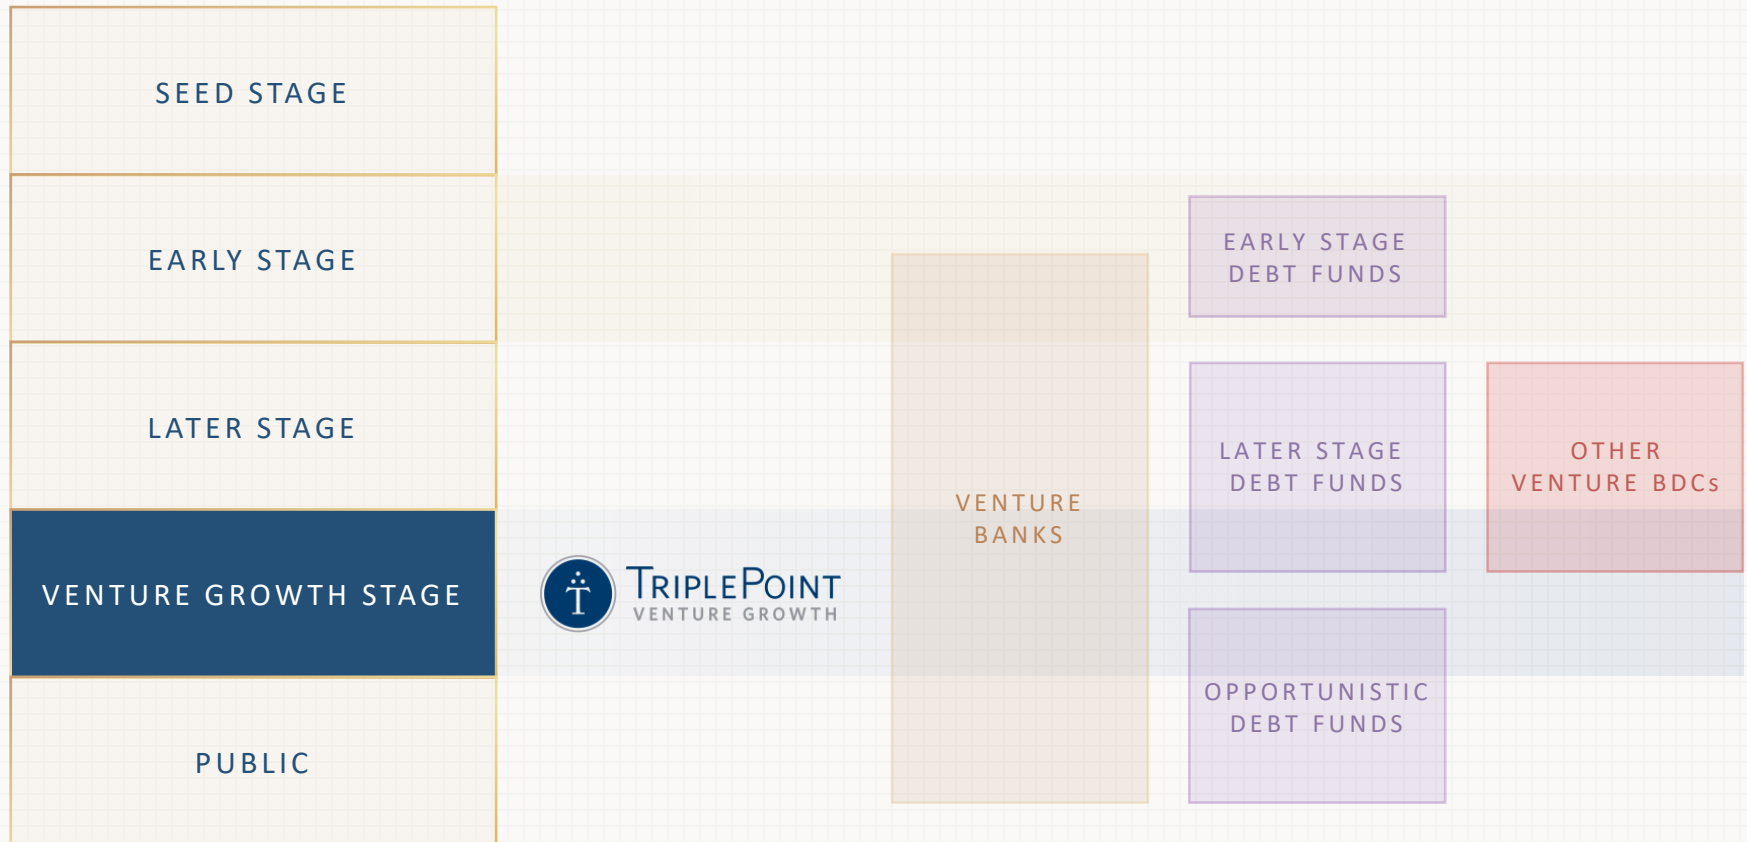 SEED STAGE
EARLY STAGE
LATER STAGE
VENTURE GROWTH STAGE
PUBLIC
TRIPLEPOINT
VENTURE GROWTH
VENTURE
BANKS
EARLY STAGE
DEBT FUNDS
LATER STAGE
DEBT FUNDS
OPPORTUNISTIC
DEBT FUNDS
OTHER
VENTURE BDCs